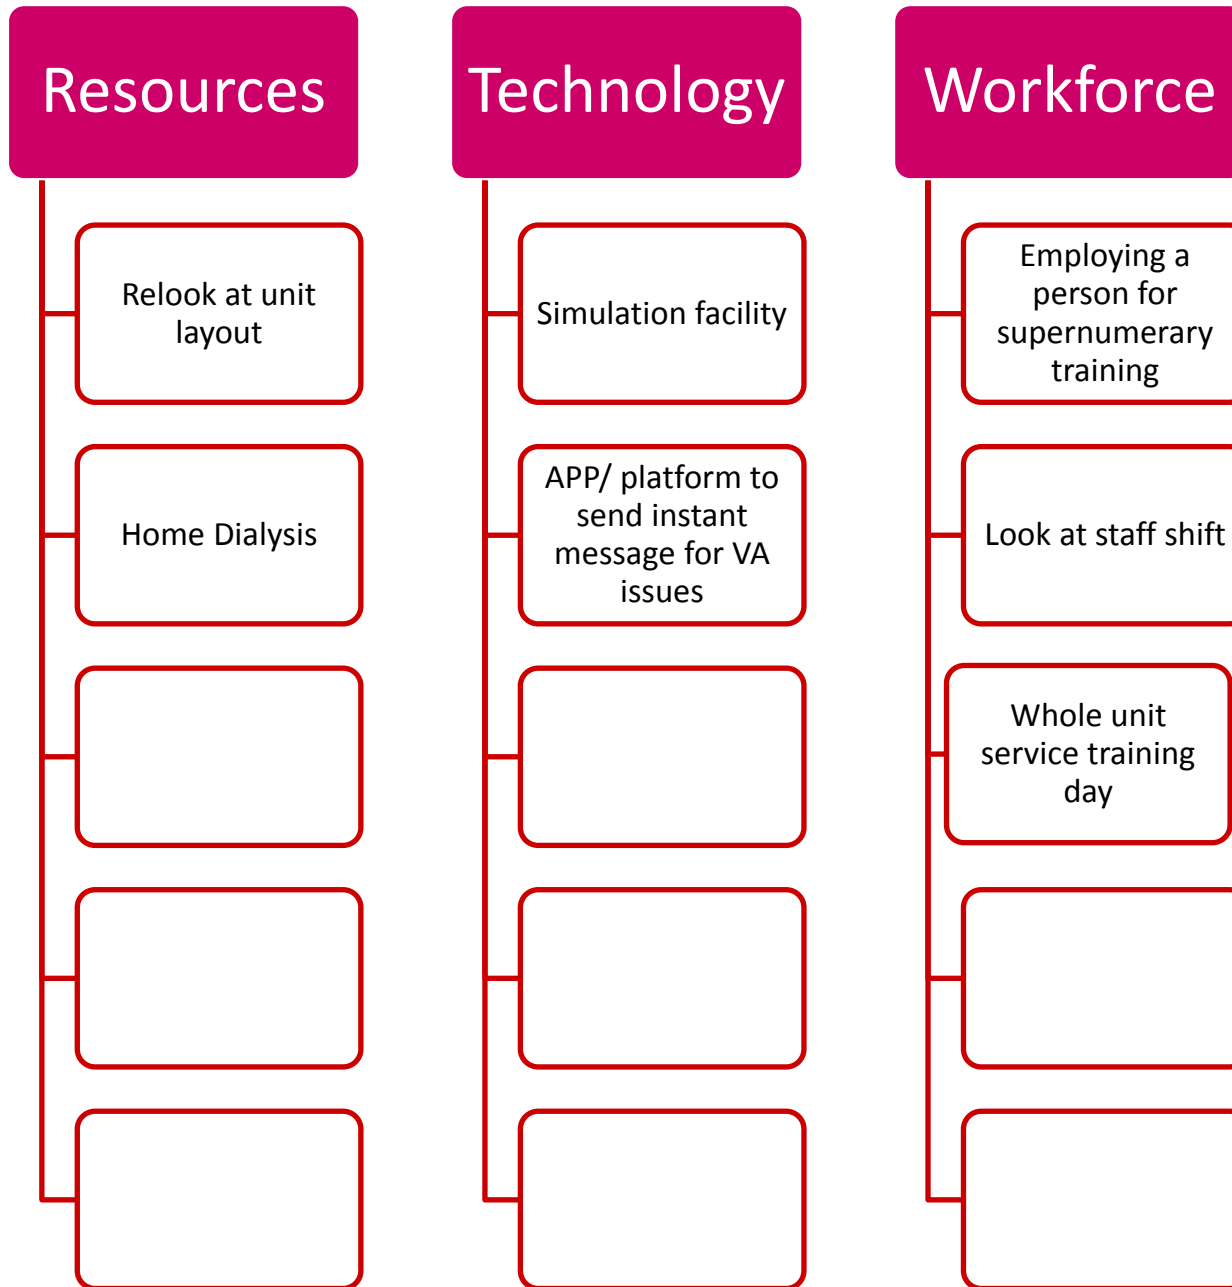 Resources
Relook at unit
layout
Home Dialysis
Technology
Simulation facility
APP/ platform to
send instant
message for VA
issues
Workforce
Employing a
person for
supernumerary
training
Look at staff shift
Whole unit
service training
day